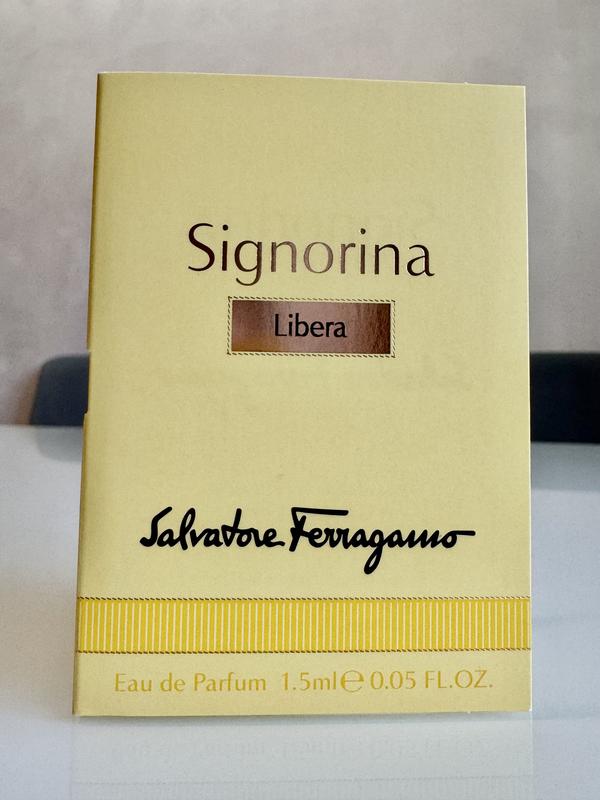 Signorina
Libera
Salvatore Ferragamo
Eau de Parfum 1.5ml ℮ 0.05 FL.OZ.